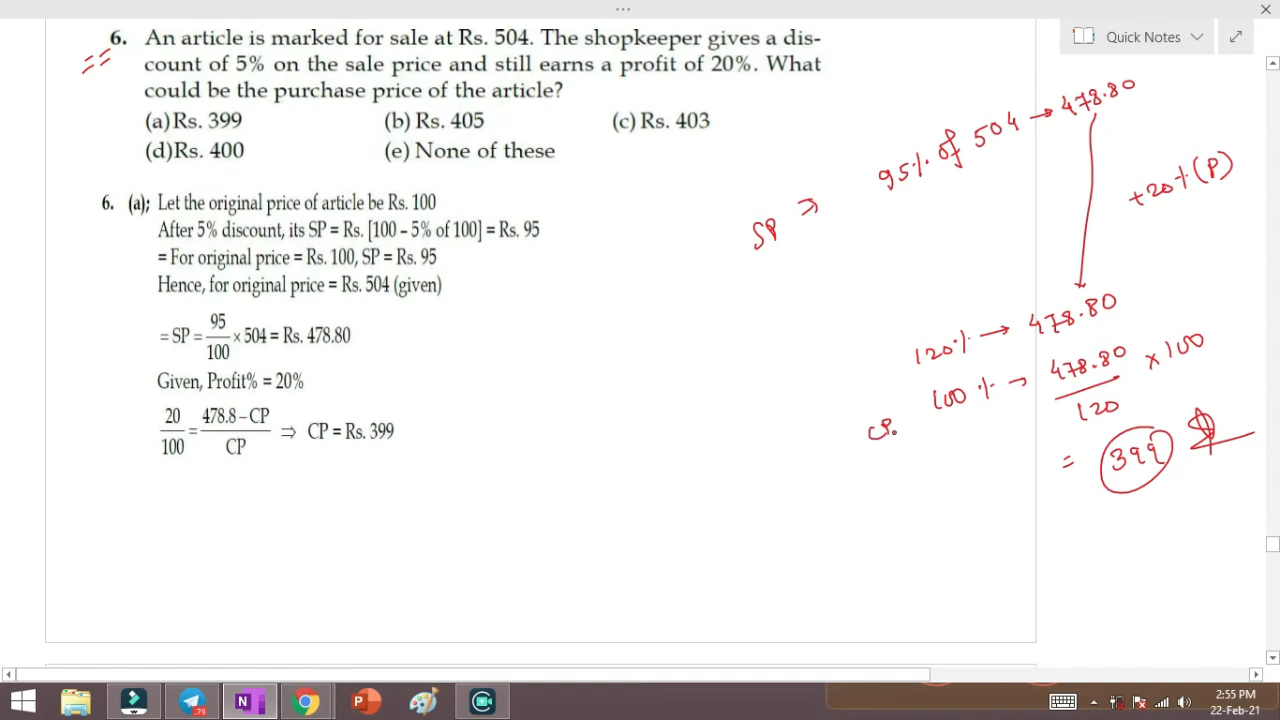 ...
Quick Notes
6. An article is marked for sale at Rs. 504. The shopkeeper gives a dis-
count of 5% on the sale price and still earns a profit of 20%. What
could be the purchase price of the article?
(a) Rs. 399 (b) Rs. 405 (c) Rs. 403
(d) Rs. 400 (e) None of these
6. (a); Let the original price of article be Rs. 100
After 5% discount, its SP = Rs. [100 – 5% of 100] = Rs. 95
= For original price = Rs. 100, SP = Rs. 95
Hence, for original price = Rs. 504 (given)
= SP = 95/100 × 504 = Rs. 478.80
Given, Profit% = 20%
20/100 = 478.8 – CP/CP ⇒ CP = Rs. 399
SP ⇒ 95% of 504 → 478.80
+20% (P)
120% → 478.80
CP. 100% → 478.80/120 × 100
= 399
.79
2:55 PM
22-Feb-21